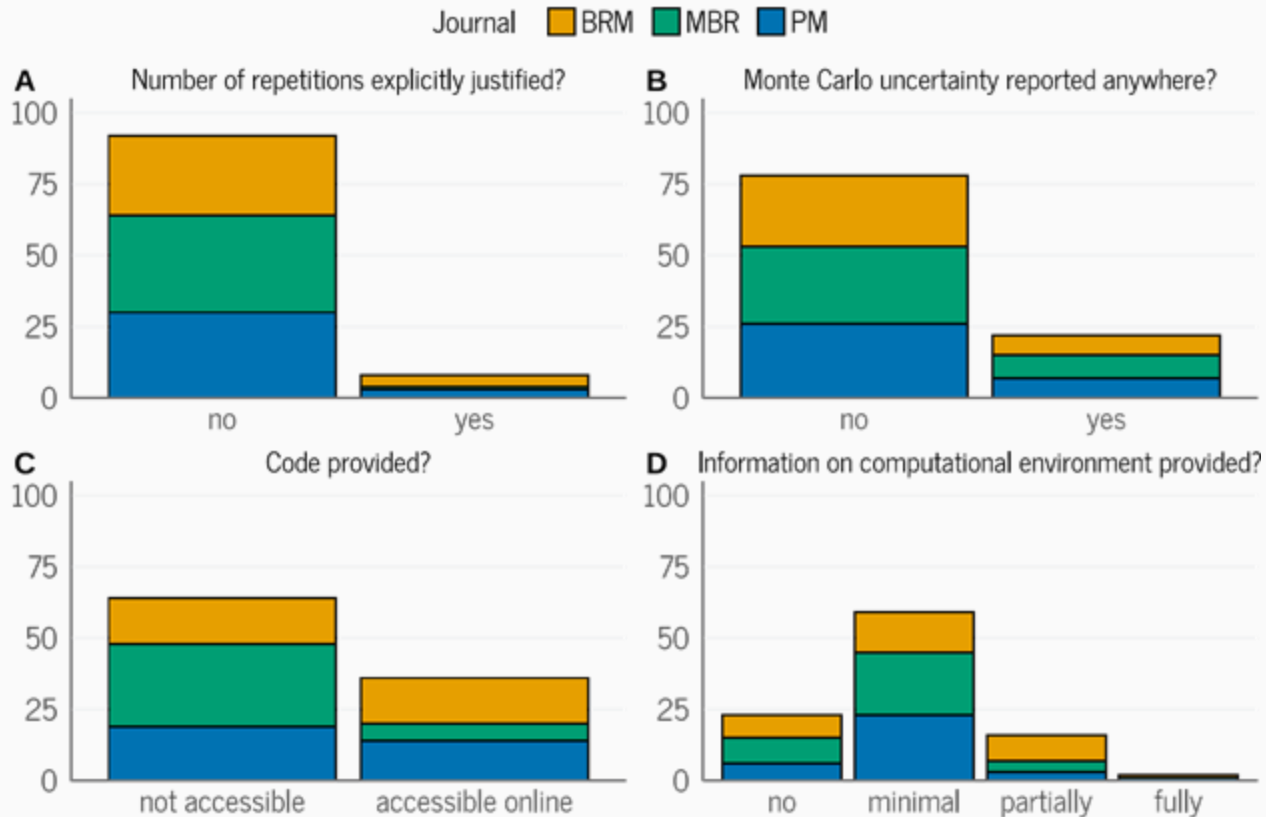 Journal BRM MBR PM
A Number of repetitions explicitly justified?
100
75
50
25
0
no yes
B Monte Carlo uncertainty reported anywhere?
100
75
50
25
0
no yes
C Code provided?
100
75
50
25
0
not accessible accessible online
D Information on computational environment provided?
100
75
50
25
0
no minimal partially fully